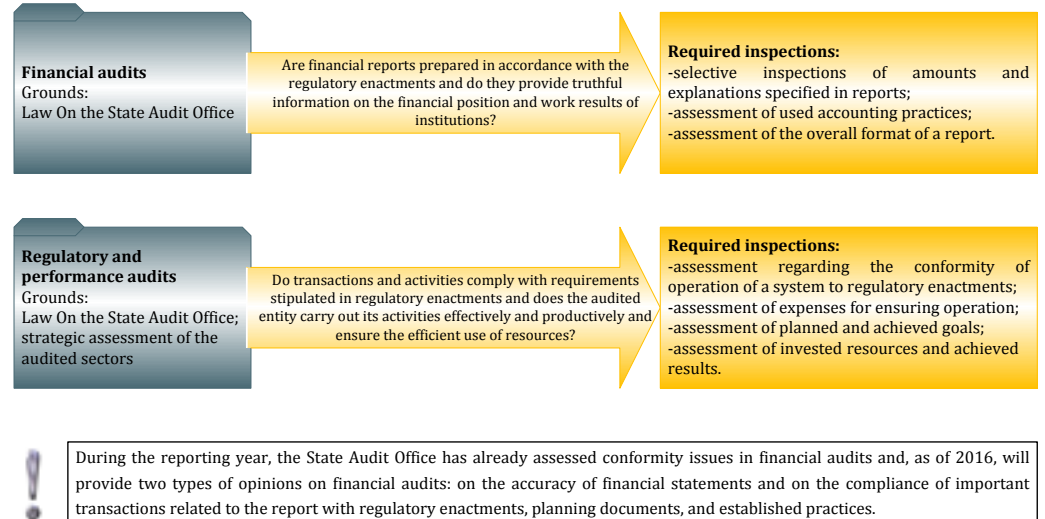 Financial audits
Grounds:
Law On the State Audit Office
Are financial reports prepared in accordance with the
regulatory enactments and do they provide truthful
information on the financial position and work results of
institutions?
Required inspections:
-selective inspections of amounts and
explanations specified in reports;
-assessment of used accounting practices;
-assessment of the overall format of a report.
Regulatory and
performance audits
Grounds:
Law On the State Audit Office;
strategic assessment of the
audited sectors
Do transactions and activities comply with requirements
stipulated in regulatory enactments and does the audited
entity carry out its activities effectively and productively and
ensure the efficient use of resources?
Required inspections:
-assessment regarding the conformity of
operation of a system to regulatory enactments;
-assessment of expenses for ensuring operation;
-assessment of planned and achieved goals;
-assessment of invested resources and achieved
results.
During the reporting year, the State Audit Office has already assessed conformity issues in financial audits and, as of 2016, will
provide two types of opinions on financial audits: on the accuracy of financial statements and on the compliance of important
transactions related to the report with regulatory enactments, planning documents, and established practices.